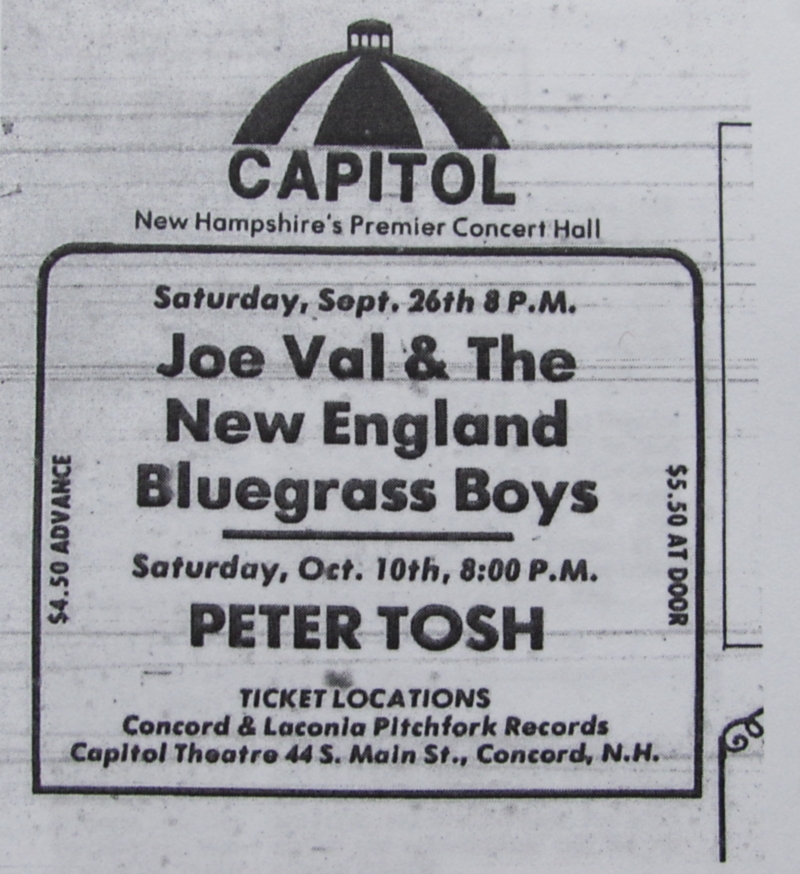 CAPITOL
New Hampshire's Premier Concert Hall
Saturday, Sept. 26th 8 P.M.
Joe Val & The
New England
Bluegrass Boys
$4.50 ADVANCE
$5.50 AT DOOR
Saturday, Oct. 10th, 8:00 P.M.
PETER TOSH
TICKET LOCATIONS
Concord & Laconia Pitchfork Records
Capitol Theatre 44 S. Main St., Concord, N.H.